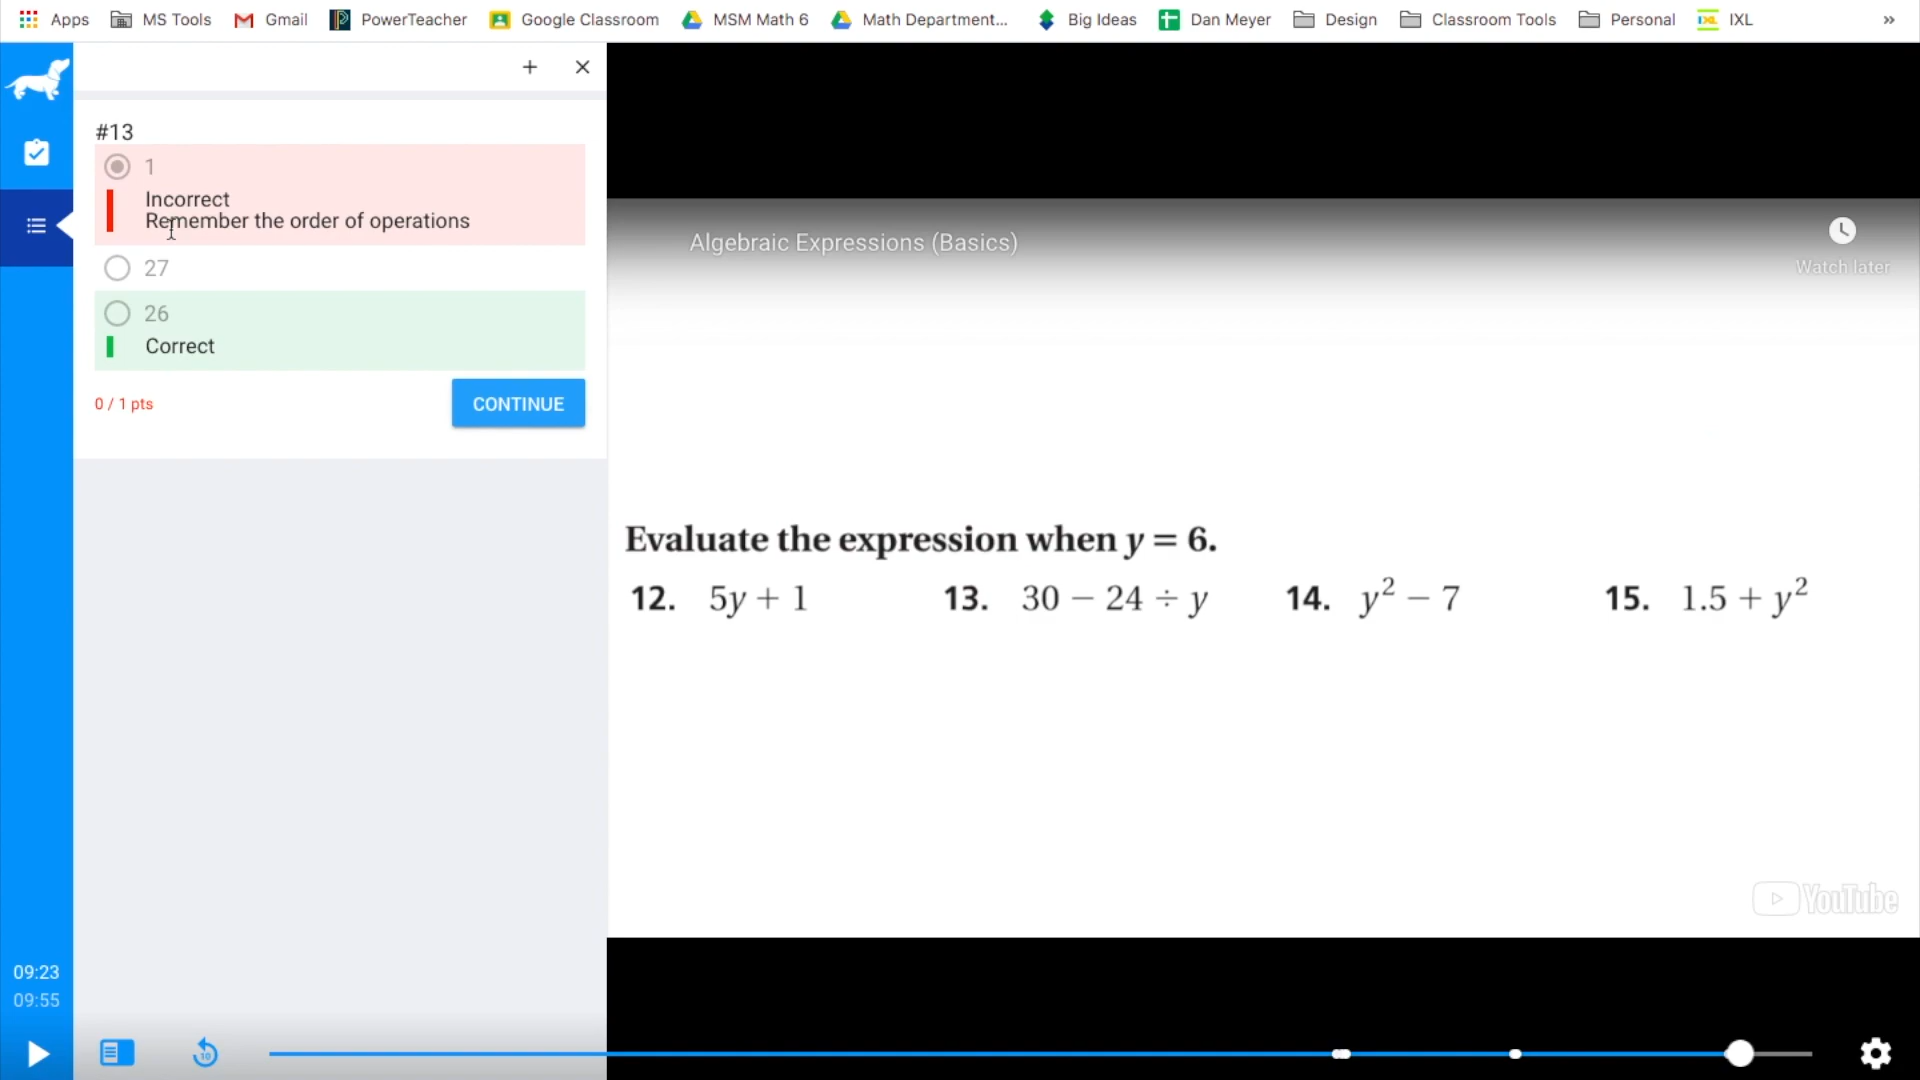 Apps MS Tools Gmail PowerTeacher Google Classroom MSM Math 6 Math Department... Big Ideas Dan Meyer Design Classroom Tools Personal IXL »
#13
1
Incorrect
Remember the order of operations
27
26
Correct
0 / 1 pts
CONTINUE
Algebraic Expressions (Basics)
Watch later
Evaluate the expression when y = 6.
12. 5y + 1 13. 30 − 24 ÷ y 14. y² − 7 15. 1.5 + y²
YouTube
09:23
09:55
10